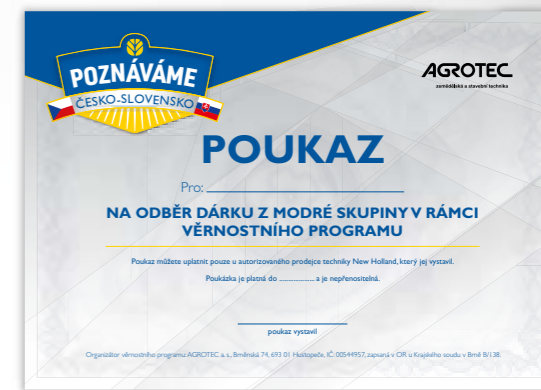 POZNÁVÁME
ČESKO-SLOVENSKO
AGROTEC
zemědělská a stavební technika
POUKAZ
Pro:
NA ODBĚR DÁRKU Z MODRÉ SKUPINY V RÁMCI
VĚRNOSTNÍHO PROGRAMU
Poukaz můžete uplatnit pouze u autorizovaného prodejce techniky New Holland, který jej vystavil.
Poukázka je platná do ................ a je nepřenositelná.
poukaz vystavil
Organizátor věrnostního programu: AGROTEC a. s., Brněnská 74, 693 01 Hustopeče, IČ: 00544957, zapsaná v OR u Krajského soudu v Brně B/138.